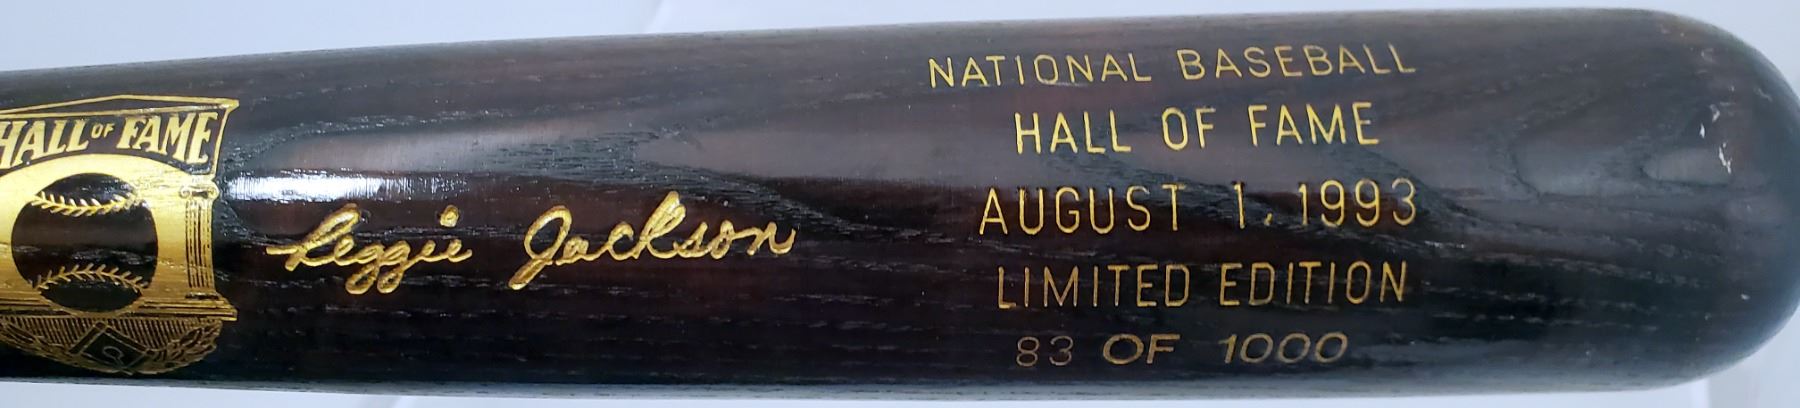 HALL OF FAME
Reggie Jackson
NATIONAL BASEBALL
HALL OF FAME
AUGUST 1, 1993
LIMITED EDITION
83 OF 1000